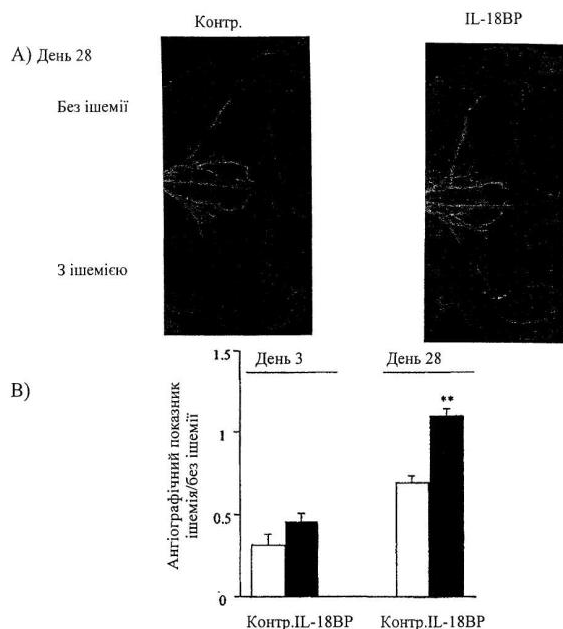 Контр.
IL-18BP
А) День 28
Без ішемії
З ішемією
В)
Ангіографічний показник
ішемія/без ішемії
1.5
1
0.5
0
День 3
День 28
**
Контр.IL-18BP
Контр.IL-18BP